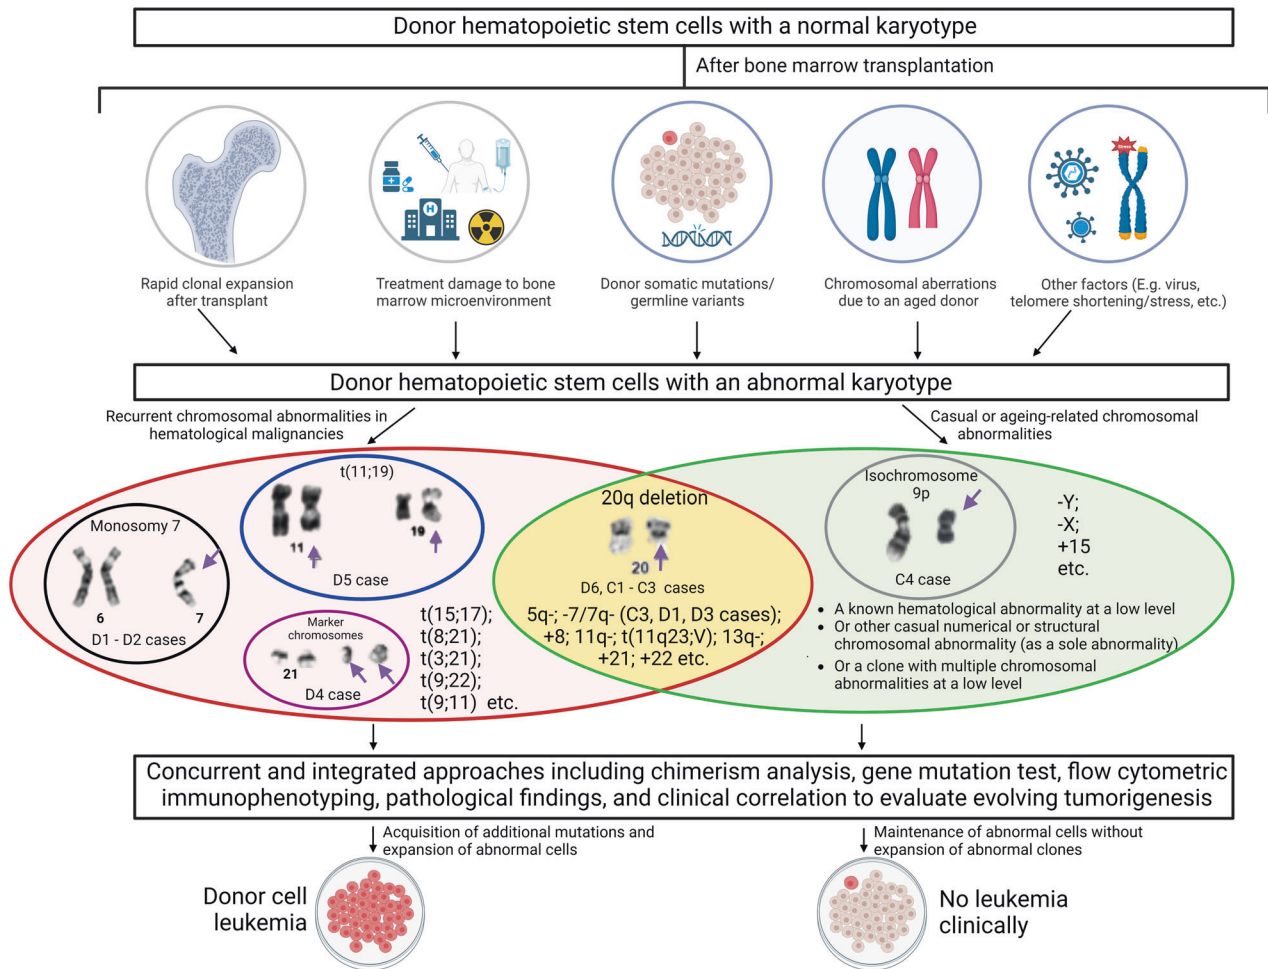 Donor hematopoietic stem cells with a normal karyotype
After bone marrow transplantation
H
Stress
Rapid clonal expansion
after transplant
Treatment damage to bone
marrow microenvironment
Donor somatic mutations/
germline variants
Chromosomal aberrations
due to an aged donor
Other factors (E.g. virus,
telomere shortening/stress, etc.)
Donor hematopoietic stem cells with an abnormal karyotype
Recurrent chromosomal abnormalities in
hematological malignancies
Casual or ageing-related chromosomal
abnormalities
Monosomy 7
6
7
D1 - D2 cases
t(11;19)
11
19
D5 case
Marker
chromosomes
21
D4 case
t(15;17);
t(8;21);
t(3;21);
t(9;22);
t(9;11) etc.
20q deletion
20
D6, C1 - C3 cases
5q-; -7/7q- (C3, D1, D3 cases);
+8; 11q-; t(11q23;V); 13q-;
+21; +22 etc.
Isochromosome
9p
C4 case
-Y;
-X;
+15
etc.
• A known hematological abnormality at a low level
• Or other casual numerical or structural
chromosomal abnormality (as a sole abnormality)
• Or a clone with multiple chromosomal
abnormalities at a low level
Concurrent and integrated approaches including chimerism analysis, gene mutation test, flow cytometric
immunophenotyping, pathological findings, and clinical correlation to evaluate evolving tumorigenesis
Acquisition of additional mutations and
expansion of abnormal cells
Maintenance of abnormal cells without
expansion of abnormal clones
Donor cell
leukemia
No leukemia
clinically